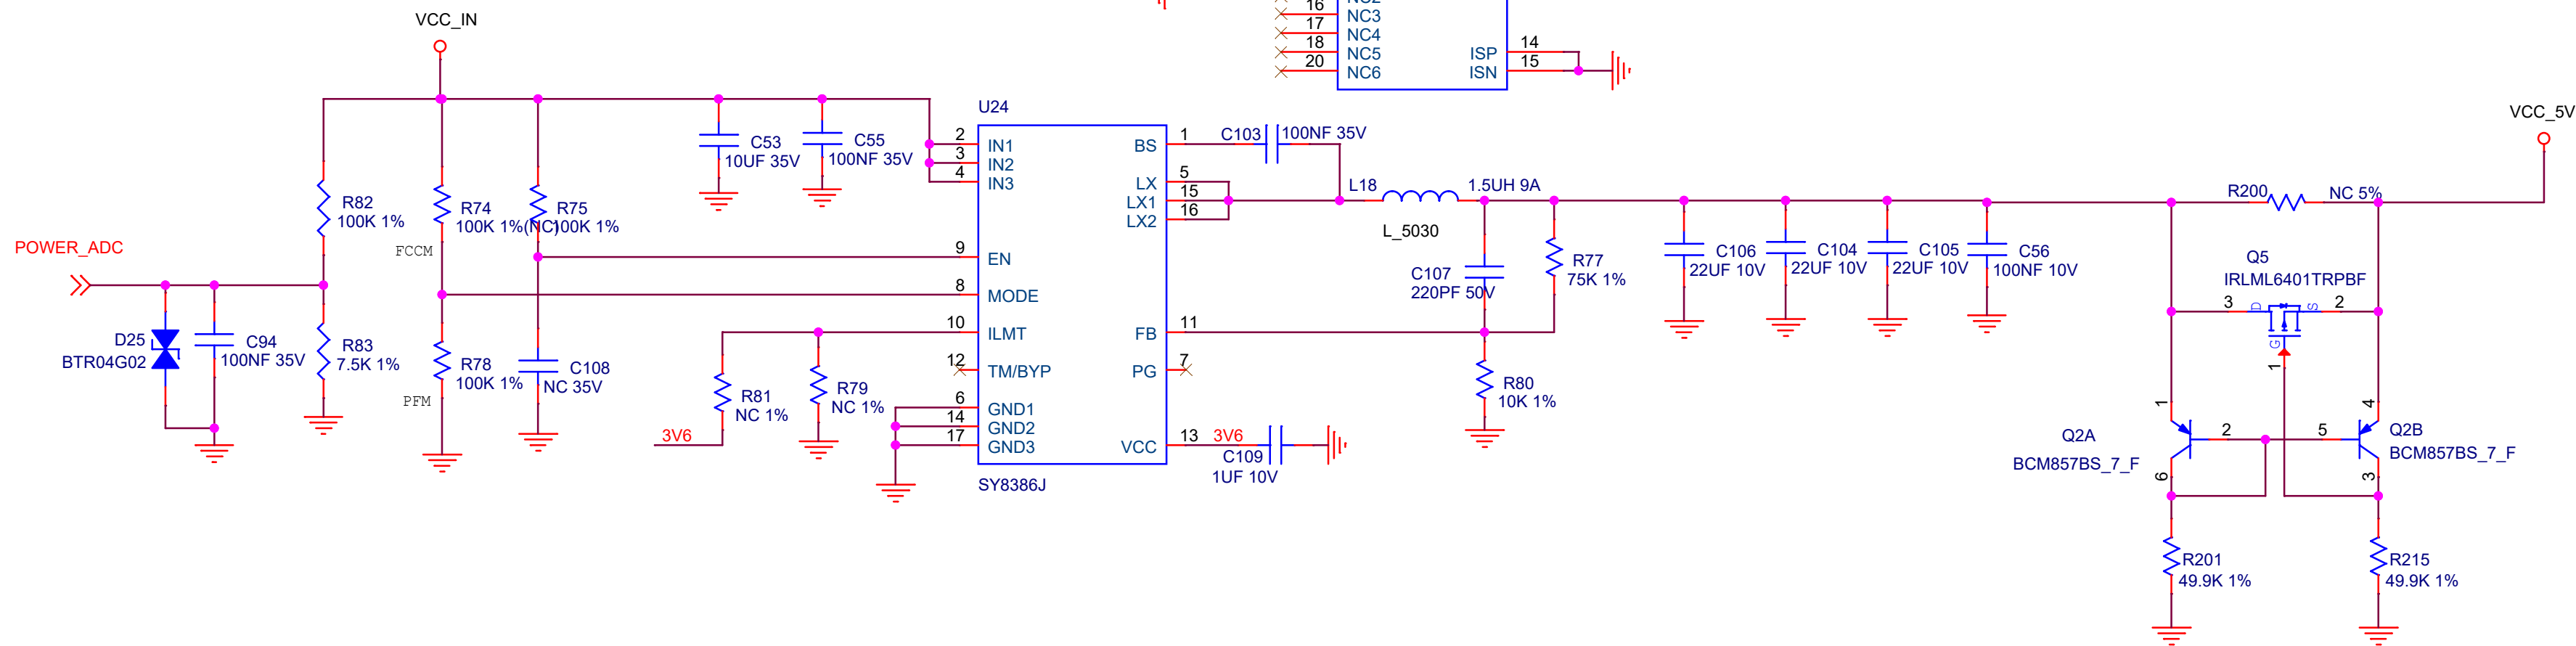 VCC_IN
16
NC3
17
NC4
18
NC5
20
NC6
ISP
14
ISN
15
VCC_5V
U24
C53
10UF 35V
C55
100NF 35V
2
IN1
3
IN2
4
IN3
BS
1
C103
100NF 35V
LX
5
LX1
15
LX2
16
L18
1.5UH 9A
L_5030
R200
NC 5%
R82
100K 1%
R74
100K 1%(NC)
R75
100K 1%
POWER_ADC
FCCM
9
EN
8
MODE
C107
220PF 50V
R77
75K 1%
C106
22UF 10V
C104
22UF 10V
C105
22UF 10V
C56
100NF 10V
Q5
IRLML6401TRPBF
3
D
S
2
G
1
D25
BTR04G02
C94
100NF 35V
R83
7.5K 1%
R78
100K 1%
PFM
C108
NC 35V
10
ILMT
12
TM/BYP
FB
11
PG
7
R81
NC 1%
R79
NC 1%
R80
10K 1%
6
GND1
14
GND2
17
GND3
3V6
VCC
13
3V6
C109
1UF 10V
SY8386J
1
4
Q2A
BCM857BS_7_F
2
5
Q2B
BCM857BS_7_F
6
3
R201
49.9K 1%
R215
49.9K 1%